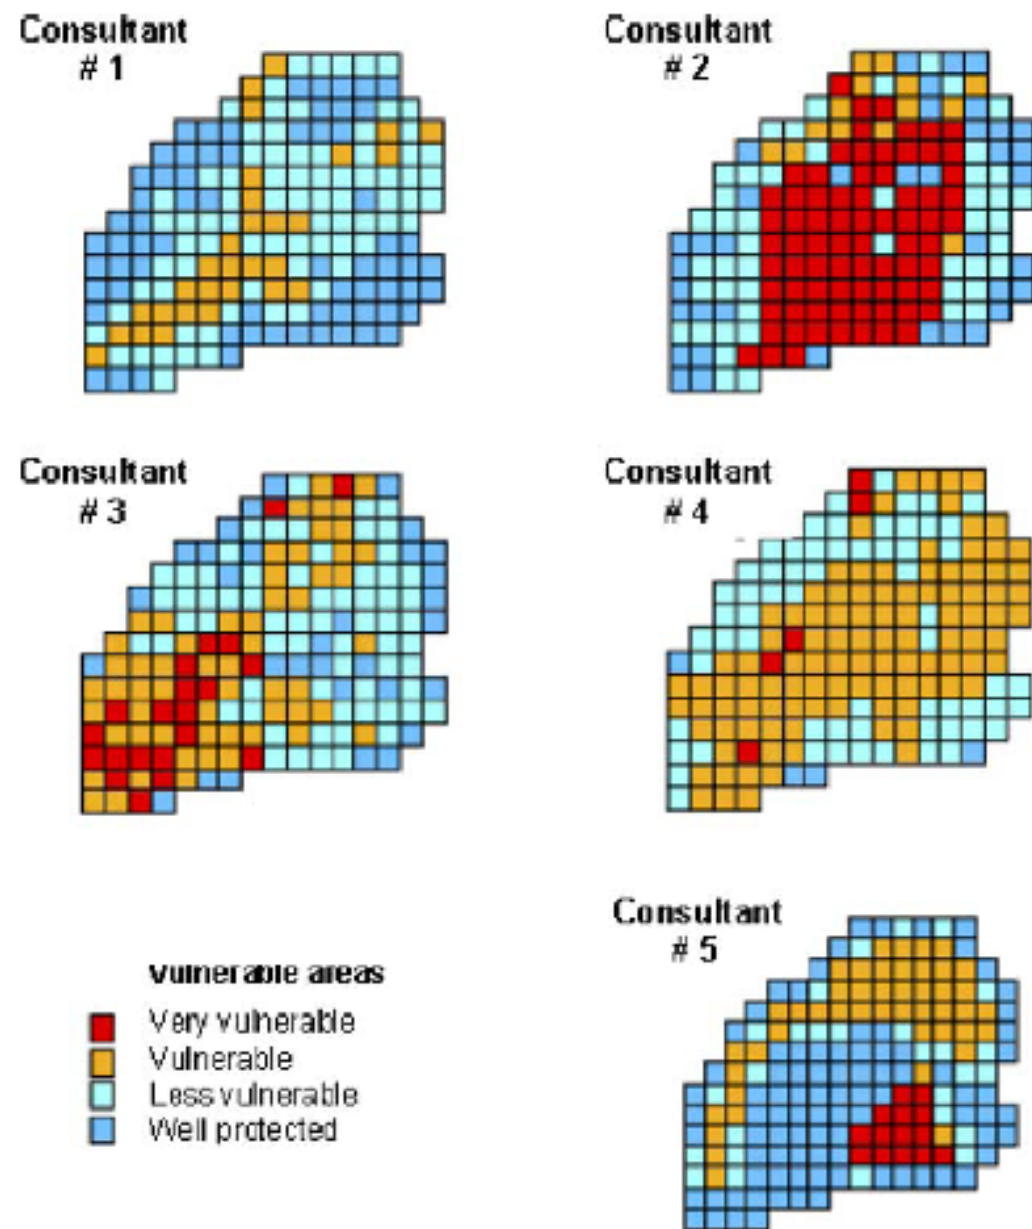 Consultant
# 1
Consultant
# 2
Consultant
# 3
Consultant
# 4
Consultant
# 5
Vulnerable areas
Very vulnerable
Vulnerable
Less vulnerable
Well protected